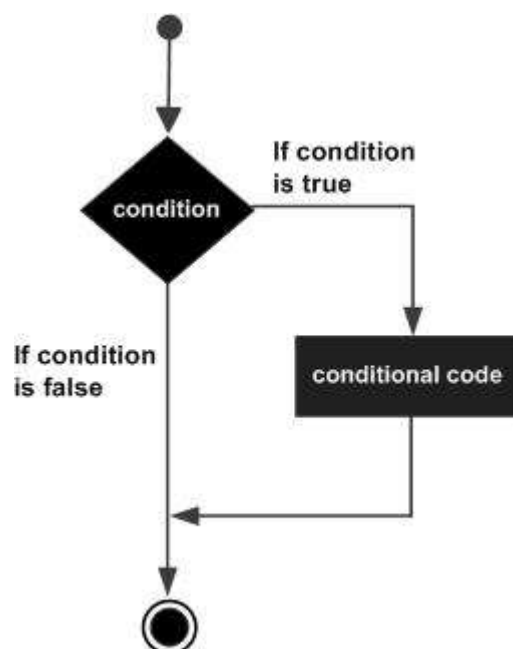 If condition
is true
condition
If condition
is false
conditional code